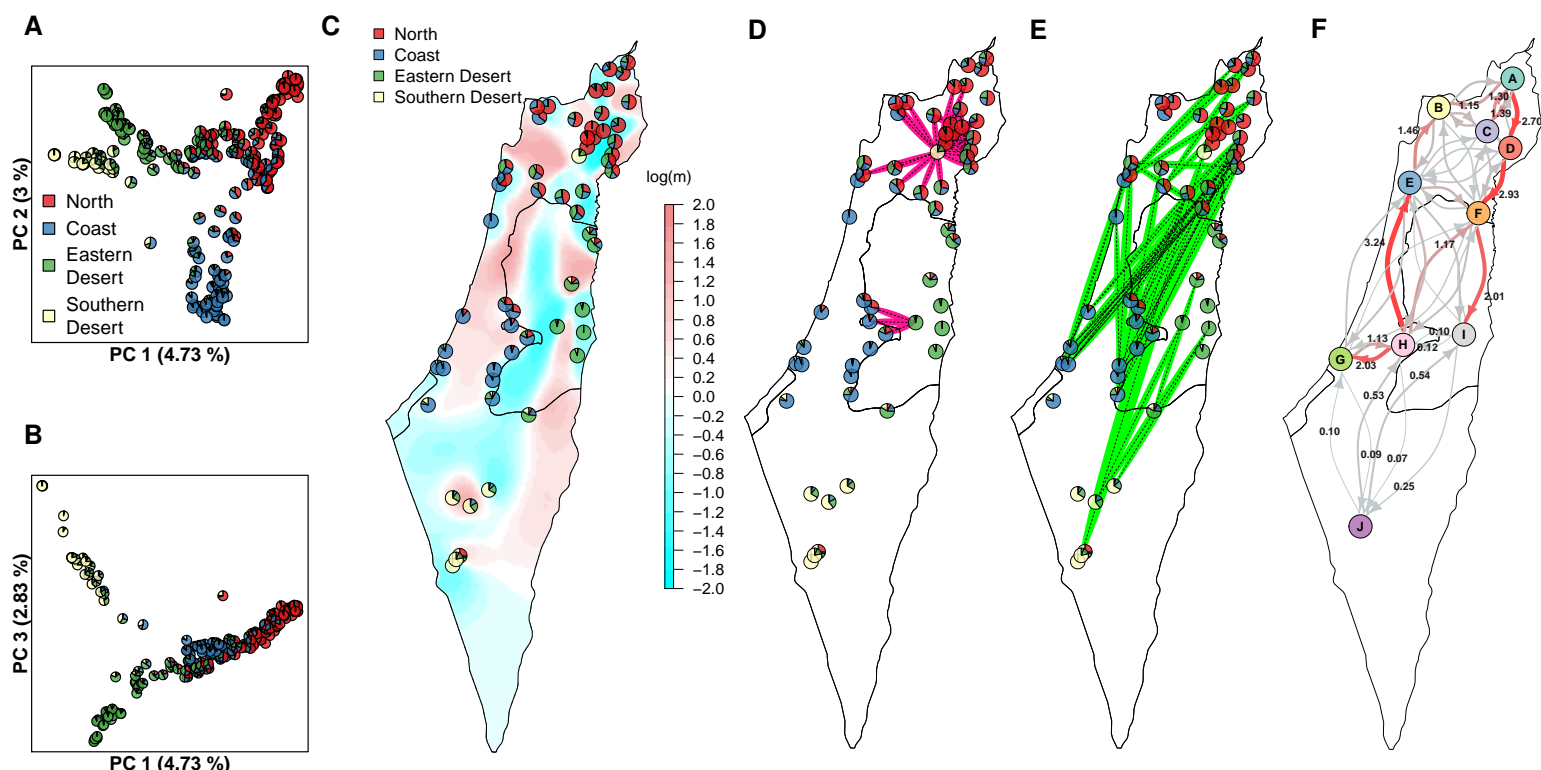 A
PC 2 (3 %)
North
Coast
Eastern
Desert
Southern
Desert
PC 1 (4.73 %)
B
PC 3 (2.83 %)
PC 1 (4.73 %)
C
North
Coast
Eastern Desert
Southern Desert
log(m)
2.0
1.8
1.6
1.4
1.2
1.0
0.8
0.6
0.4
0.2
0.0
−0.2
−0.4
−0.6
−0.8
−1.0
−1.2
−1.4
−1.6
−1.8
−2.0
D
E
F
A
B
1.30
1.15
1.39
2.70
C
1.46
D
E
2.93
F
3.24
1.17
2.01
0.10
I
1.13
H
0.12
G
2.03
0.54
0.53
0.10
0.09
0.07
0.25
J